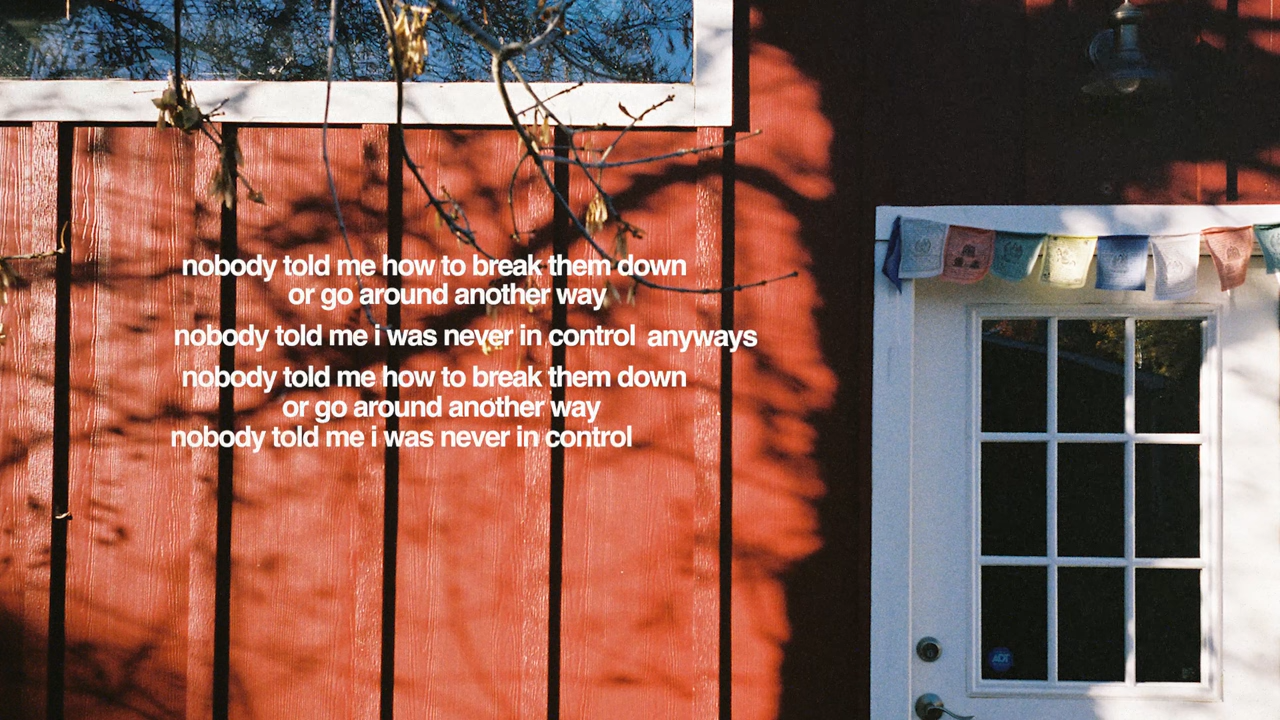 nobody told me how to break them down
or go around another way
nobody told me i was never in control anyways
nobody told me how to break them down
or go around another way
nobody told me i was never in control
ADT